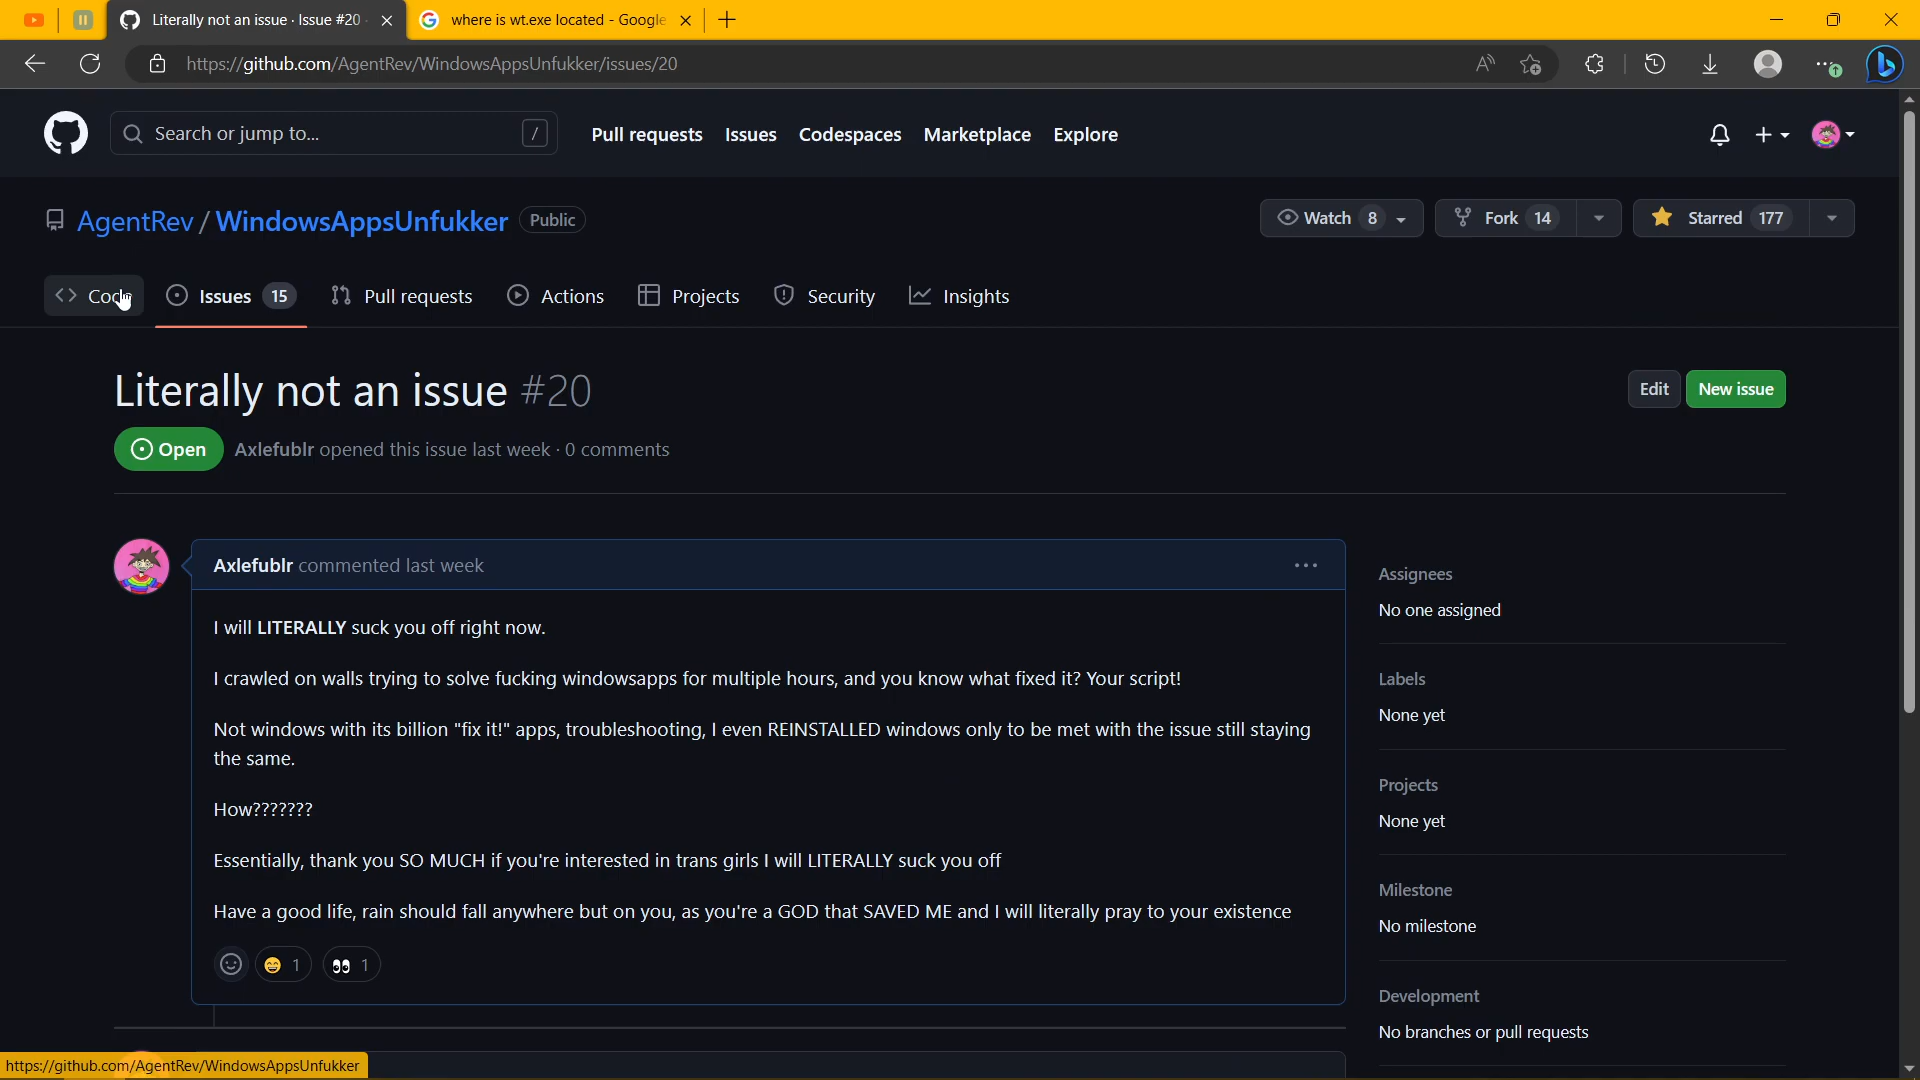 Literally not an issue · Issue #20
where is wt.exe located - Google
https://github.com/AgentRev/WindowsAppsUnfukker/issues/20
Search or jump to...
/
Pull requests
Issues
Codespaces
Marketplace
Explore
AgentRev / WindowsAppsUnfukker
Public
Watch 8
Fork 14
Starred 177
Code
Issues 15
Pull requests
Actions
Projects
Security
Insights
Literally not an issue #20
Edit
New issue
Open
Axlefublr opened this issue last week · 0 comments
Axlefublr commented last week
I will LITERALLY suck you off right now.
I crawled on walls trying to solve fucking windowsapps for multiple hours, and you know what fixed it? Your script!
Not windows with its billion "fix it!" apps, troubleshooting, I even REINSTALLED windows only to be met with the issue still staying
the same.
How???????
Essentially, thank you SO MUCH if you're interested in trans girls I will LITERALLY suck you off
Have a good life, rain should fall anywhere but on you, as you're a GOD that SAVED ME and I will literally pray to your existence
1
1
Assignees
No one assigned
Labels
None yet
Projects
None yet
Milestone
No milestone
Development
No branches or pull requests
https://github.com/AgentRev/WindowsAppsUnfukker